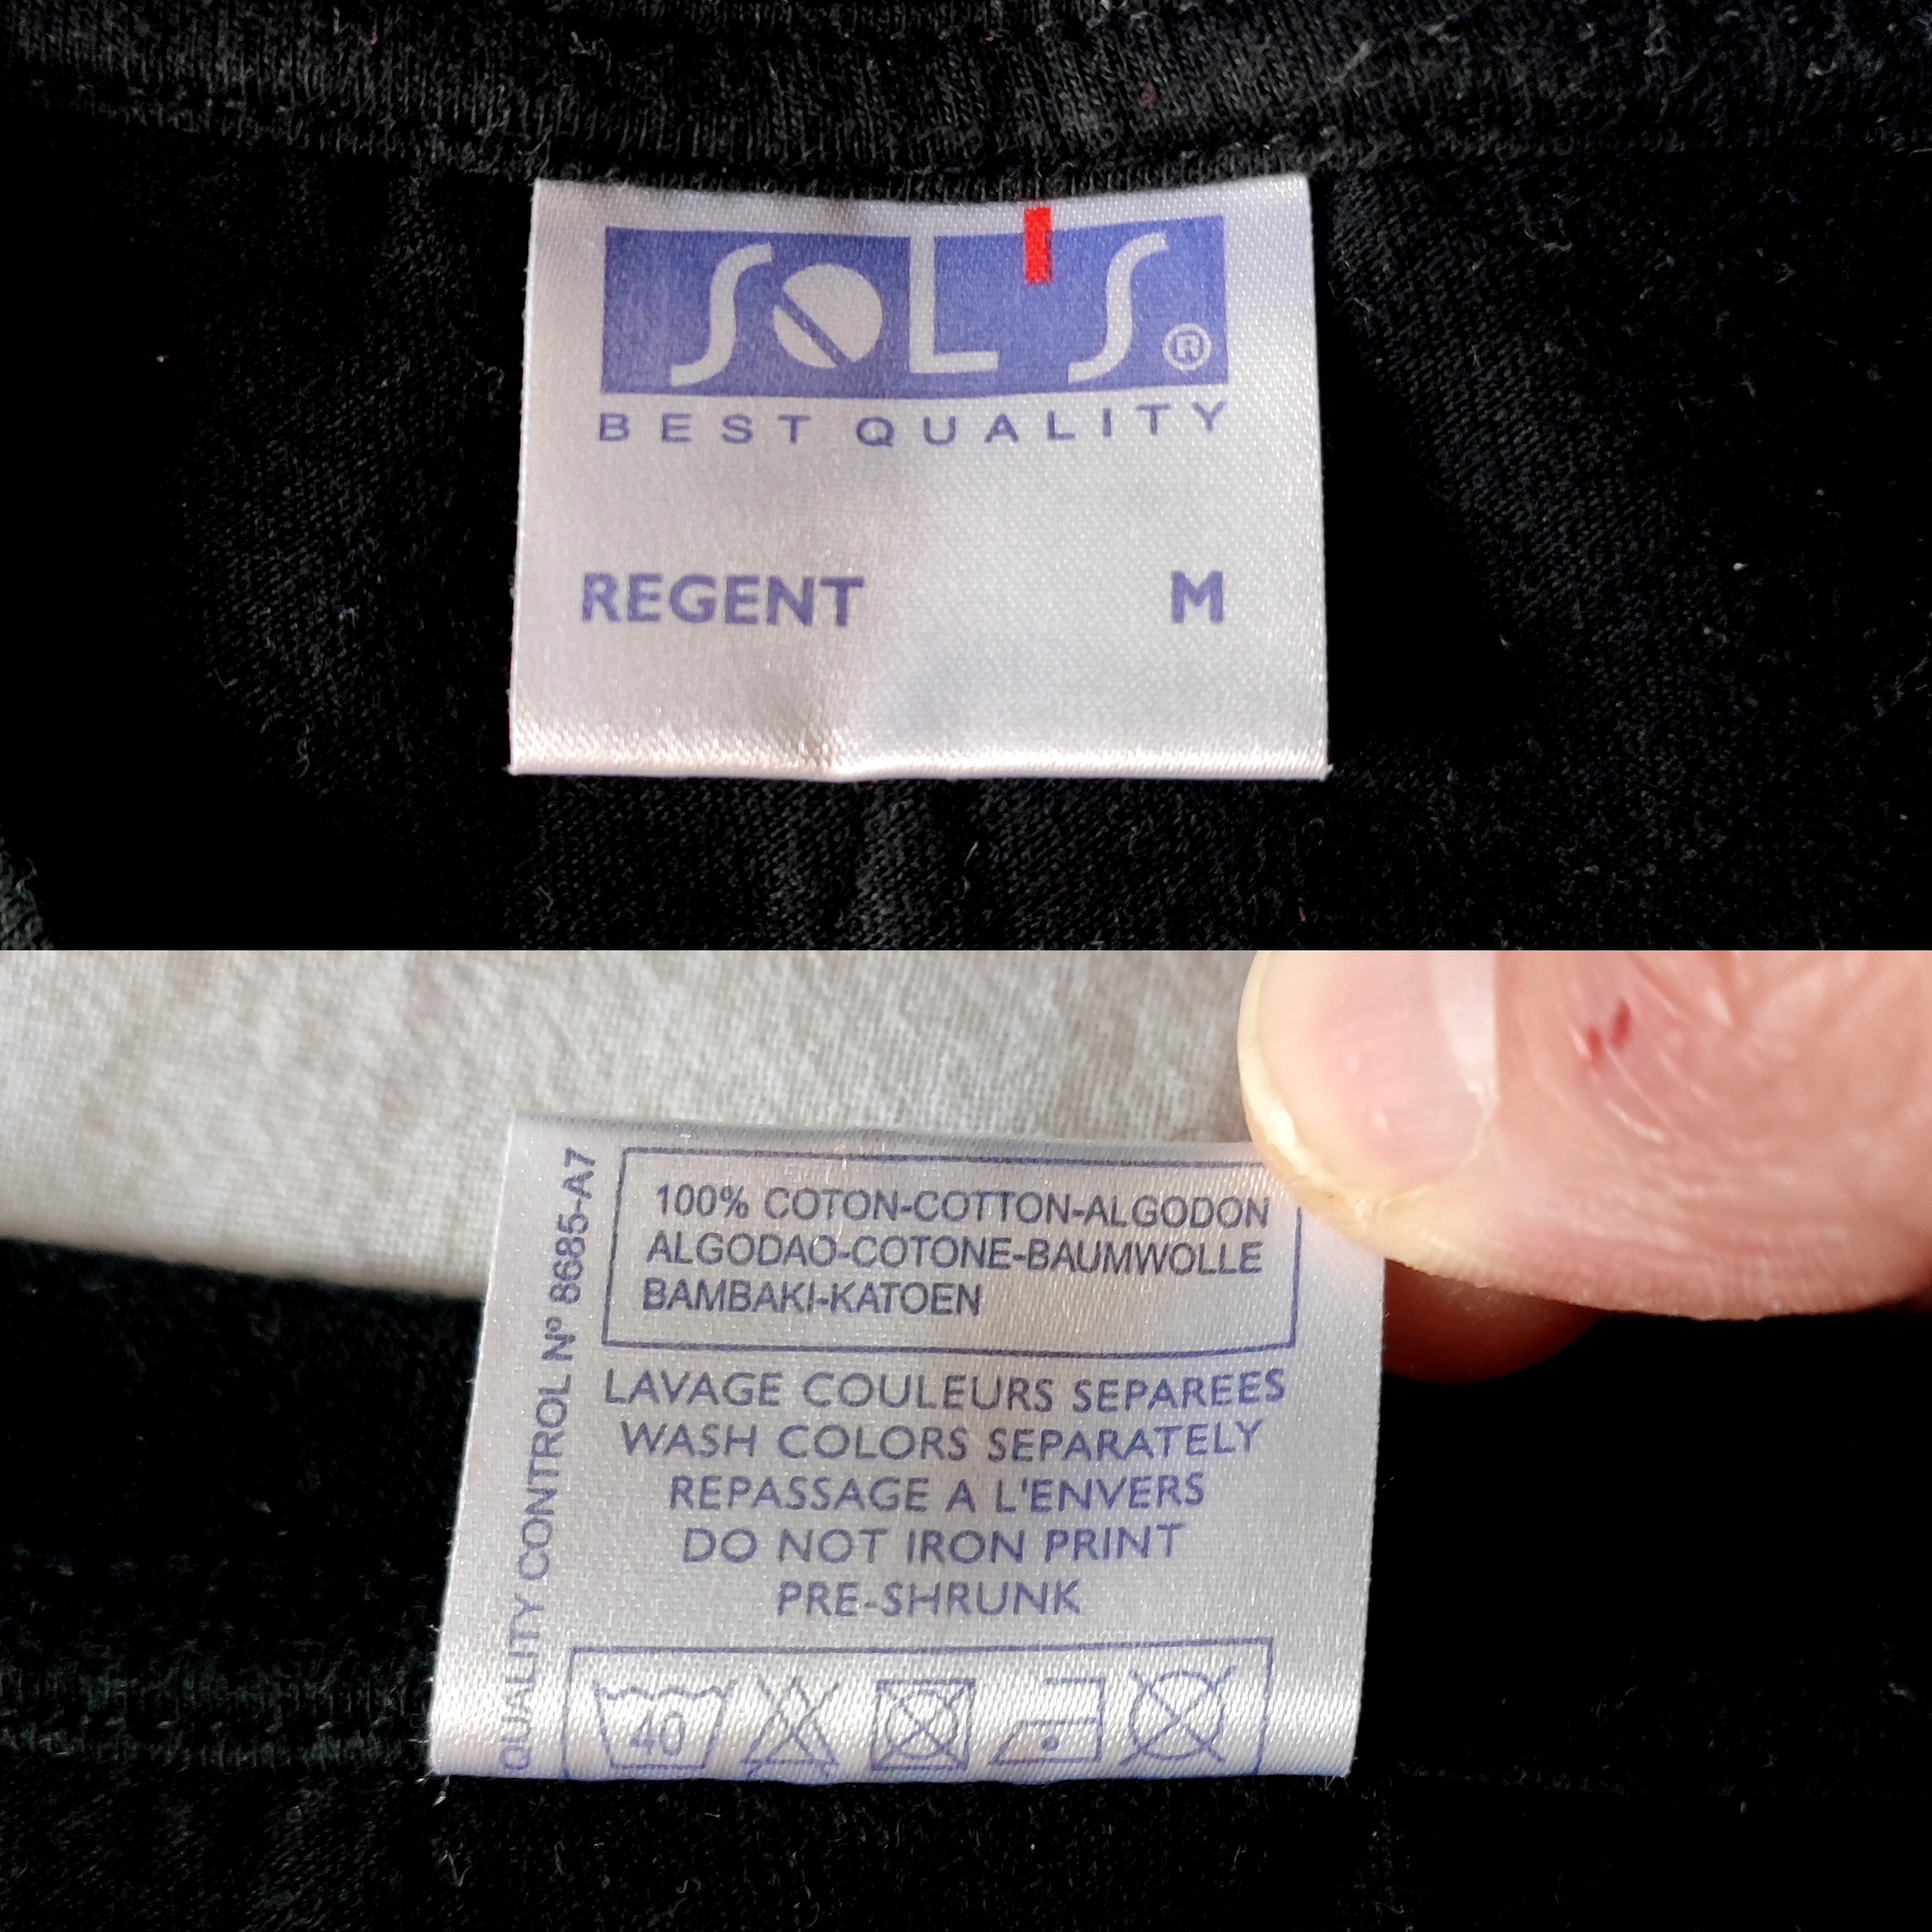 SOL'S®
BEST QUALITY
REGENT M
QUALITY CONTROL Nº 8685-A7
100% COTON-COTTON-ALGODON
ALGODAO-COTONE-BAUMWOLLE
BAMBAKI-KATOEN
LAVAGE COULEURS SEPAREES
WASH COLORS SEPARATELY
REPASSAGE A L'ENVERS
DO NOT IRON PRINT
PRE-SHRUNK
40